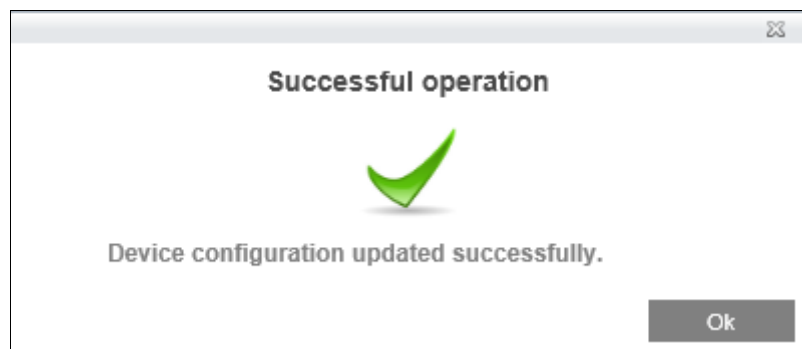 Successful operation
Device configuration updated successfully.
Ok